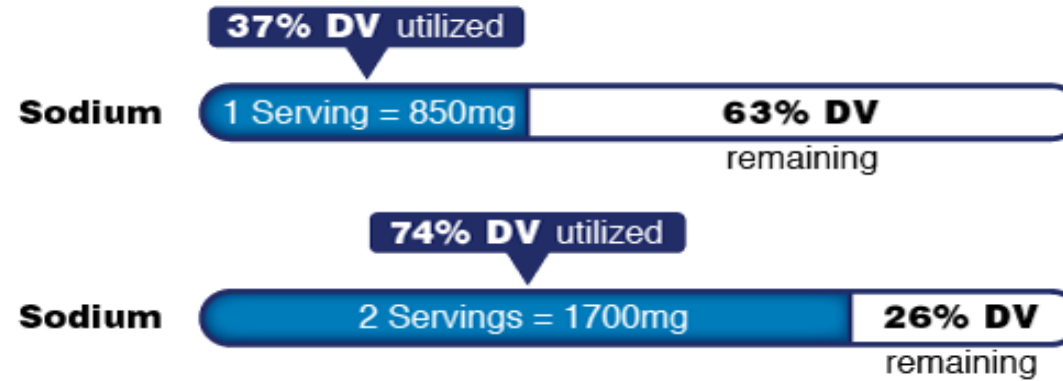 37% DV utilized
Sodium 1 Serving = 850mg 63% DV
remaining
74% DV utilized
Sodium 2 Servings = 1700mg 26% DV
remaining